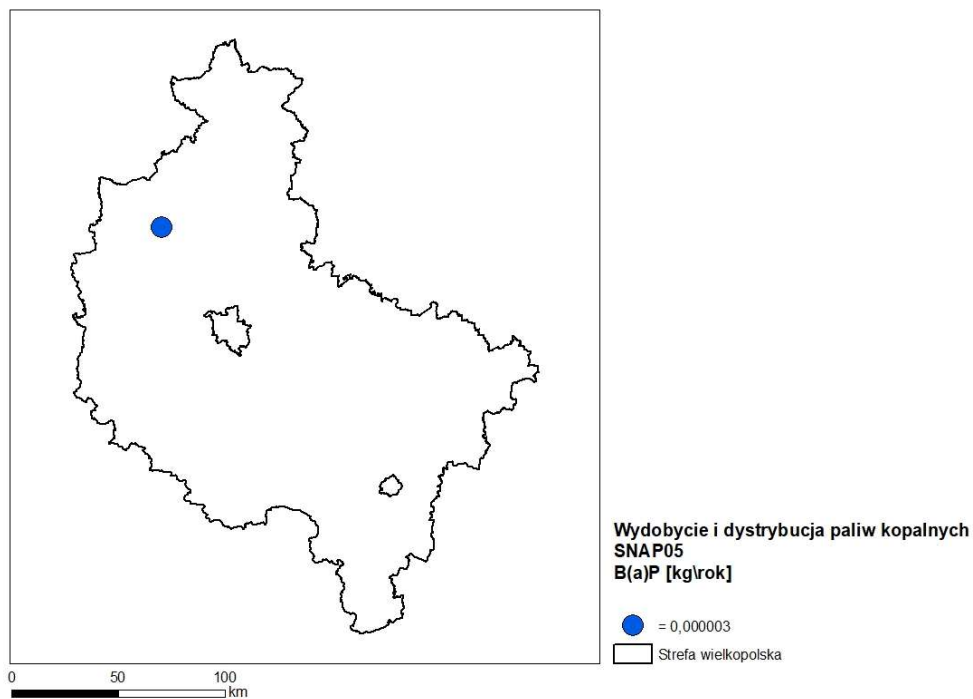 Wydobycie i dystrybucja paliw kopalnych
SNAP05
B(a)P [kg\rok]
= 0,000003
Strefa wielkopolska
0 50 100
km